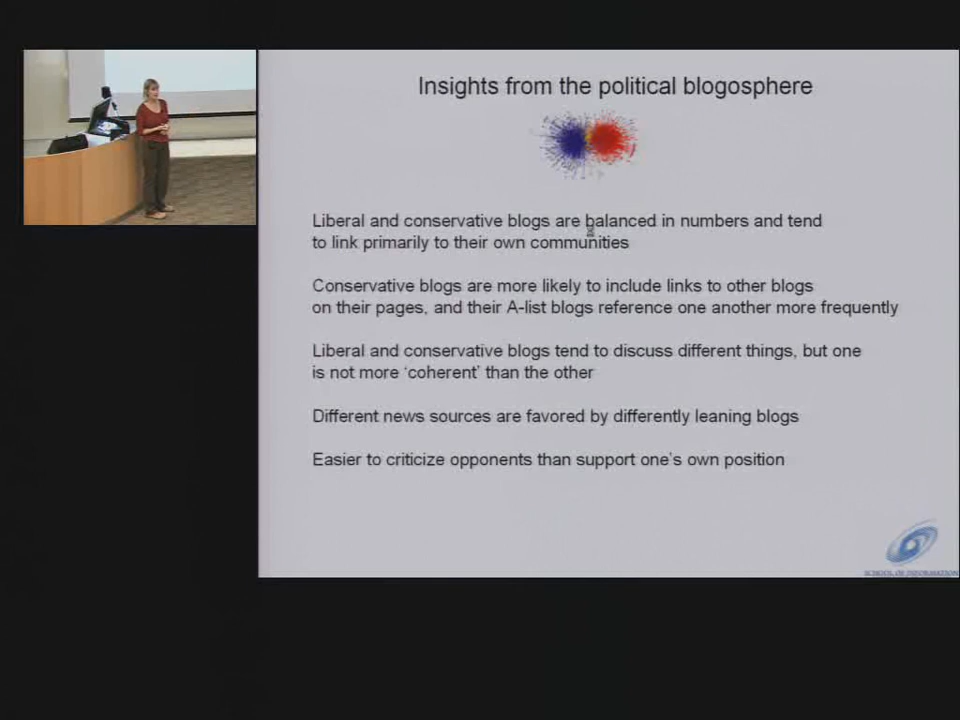 Insights from the political blogosphere
Liberal and conservative blogs are balanced in numbers and tend
to link primarily to their own communities
Conservative blogs are more likely to include links to other blogs
on their pages, and their A-list blogs reference one another more frequently
Liberal and conservative blogs tend to discuss different things, but one
is not more ‘coherent’ than the other
Different news sources are favored by differently leaning blogs
Easier to criticize opponents than support one's own position
SCHOOL OF INFORMATION